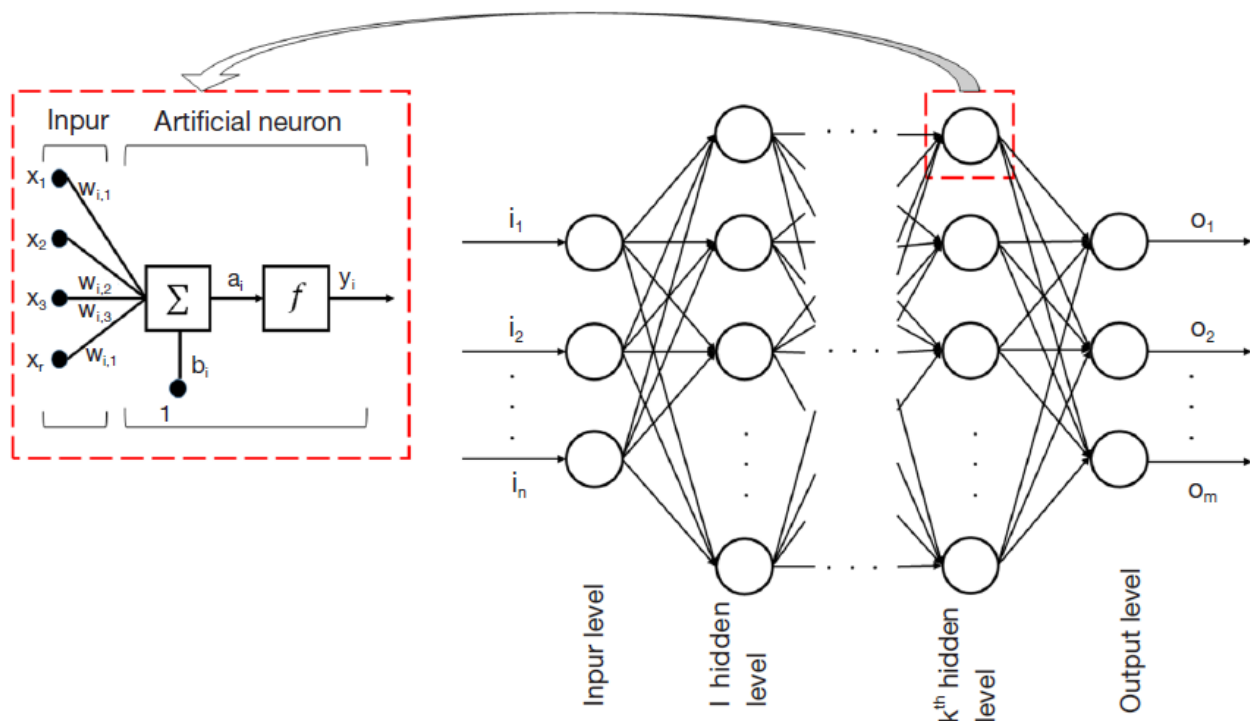 Inpur Artificial neuron
x1
wi,1
x2
wi,2
x3
wi,3
xr
wi,1
Σ
ai
f
yi
bi
1
i1
i2
in
. . . .
. . . .
. . . .
o1
o2
om
Inpur level
I hidden
level
kth hidden
level
Output level